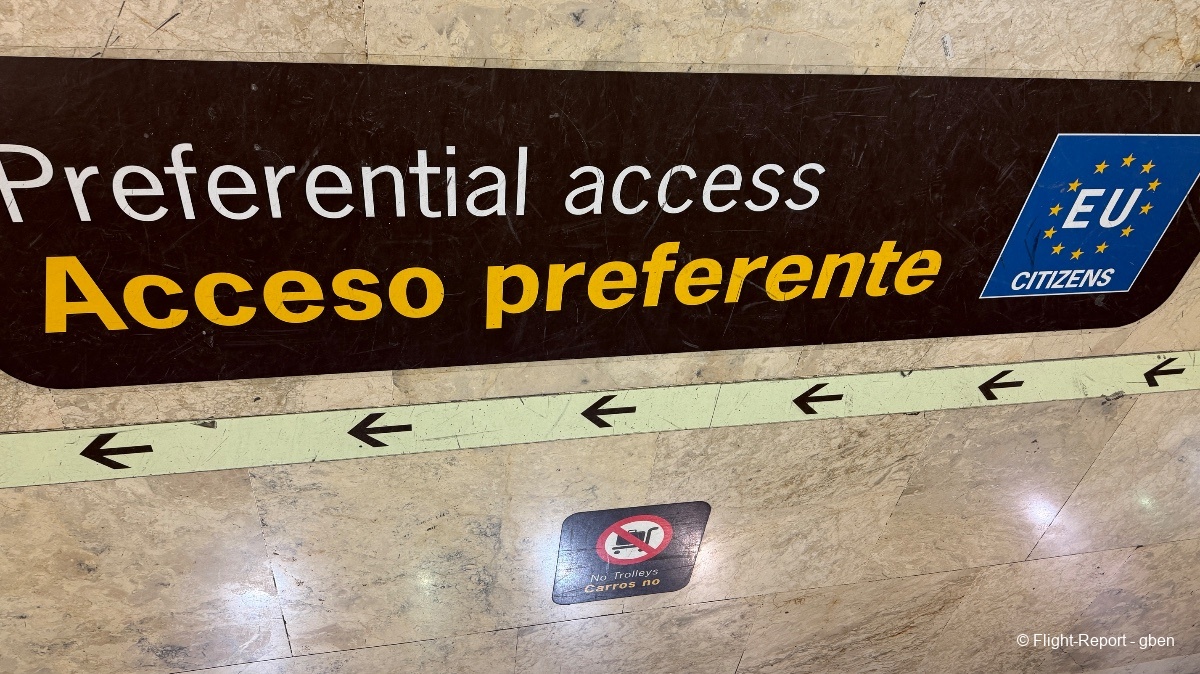 Preferential access
Acceso preferente
EU
CITIZENS
No Trolleys
Carros no
© Flight-Report - gben